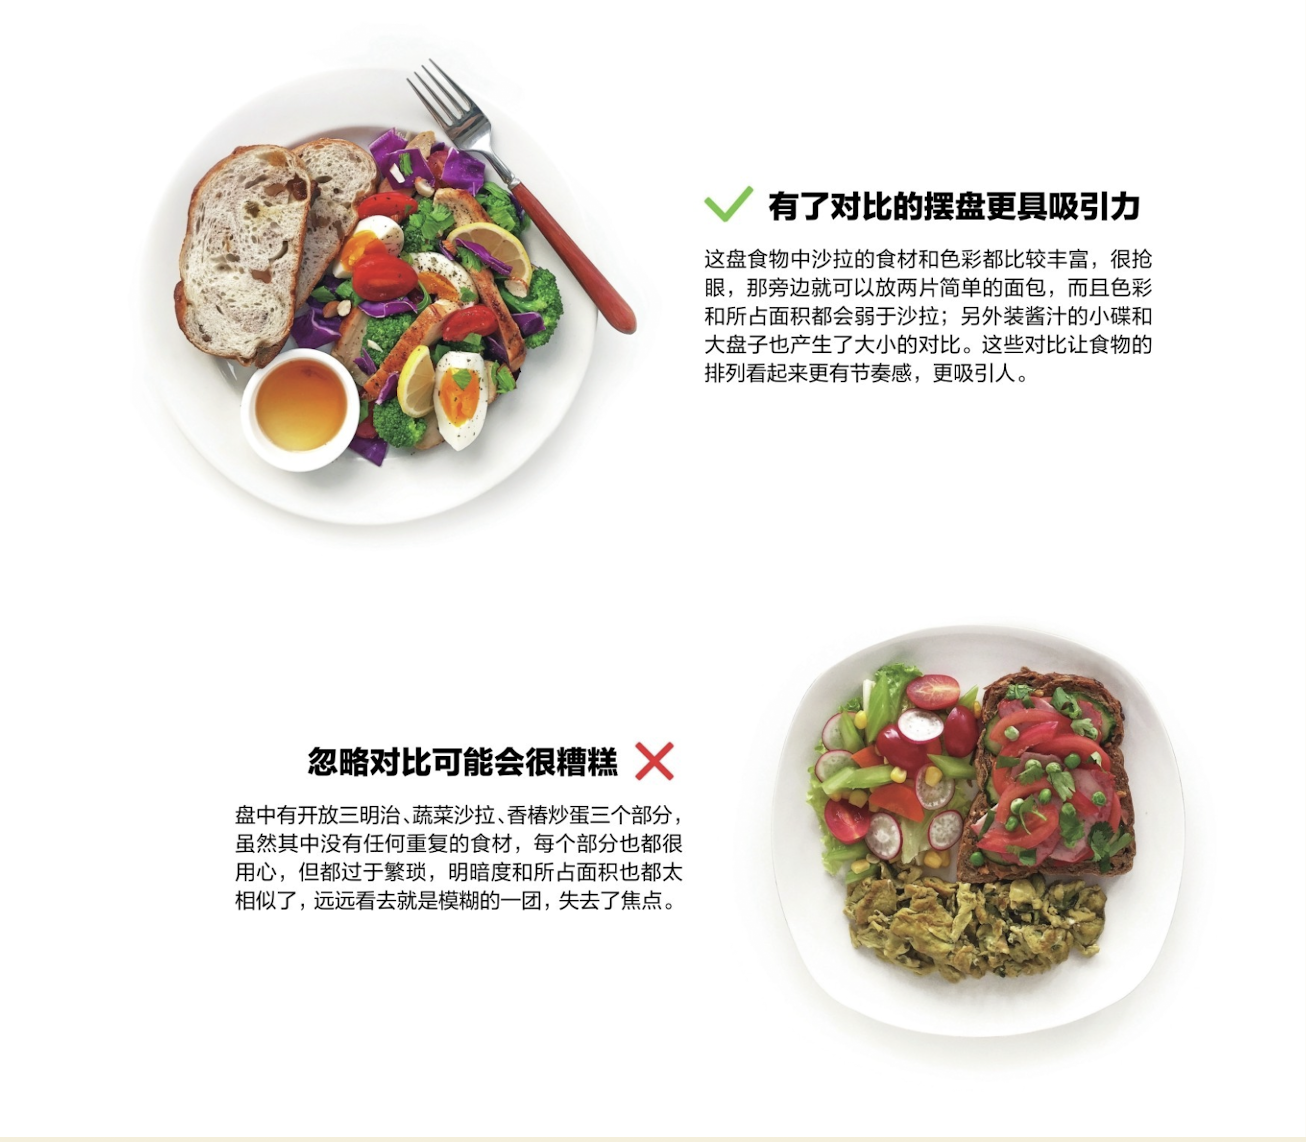 有了对比的摆盘更具吸引力
这盘食物中沙拉的食材和色彩都比较丰富，很抢
眼，那旁边就可以放两片简单的面包，而且色彩
和所占面积都会弱于沙拉；另外装酱汁的小碟和
大盘子也产生了大小的对比。这些对比让食物的
排列看起来更有节奏感，更吸引人。
忽略对比可能会很糟糕
盘中有开放三明治、蔬菜沙拉、香椿炒蛋三个部分，
虽然其中没有任何重复的食材，每个部分也都很
用心，但都过于繁琐，明暗度和所占面积也都太
相似了，远远看去就是模糊的一团，失去了焦点。